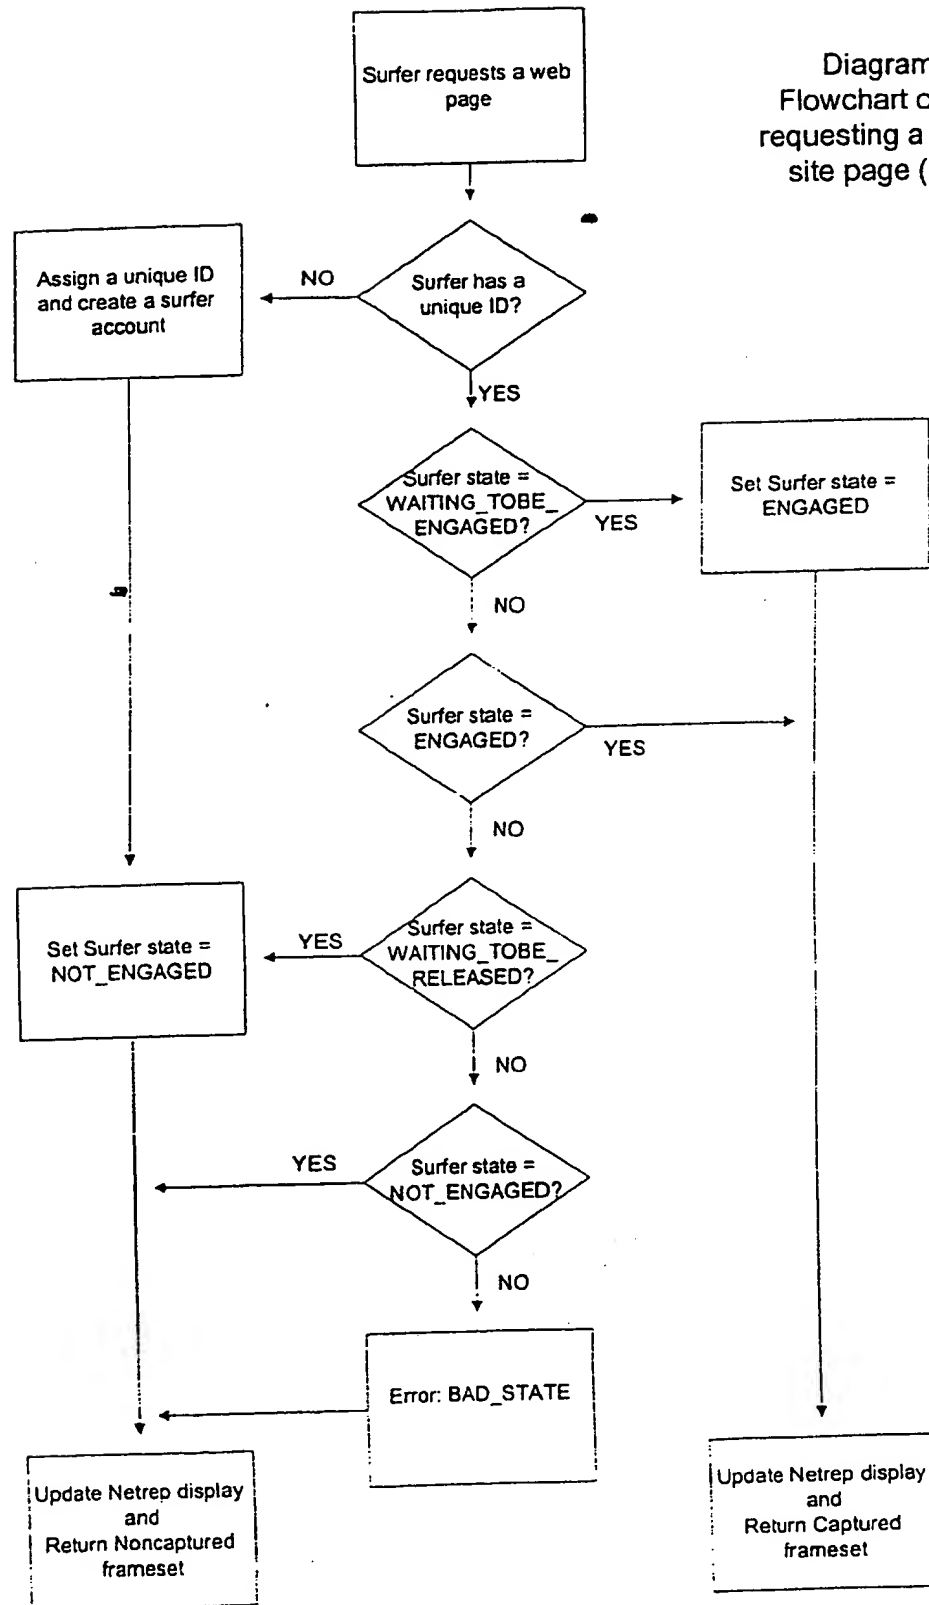 Surfer requests a web
page
Diagram
Flowchart o
requesting a
site page (
Assign a unique ID
and create a surfer
account
NO
Surfer has a
unique ID?
YES
Surfer state =
WAITING_TOBE_
ENGAGED?
YES
Set Surfer state =
ENGAGED
NO
Surfer state =
ENGAGED?
YES
NO
Set Surfer state =
NOT_ENGAGED
YES
Surfer state =
WAITING_TOBE_
RELEASED?
NO
YES
Surfer state =
NOT_ENGAGED?
NO
Error: BAD_STATE
Update Netrep display
and
Return Noncaptured
frameset
Update Netrep display
and
Return Captured
frameset